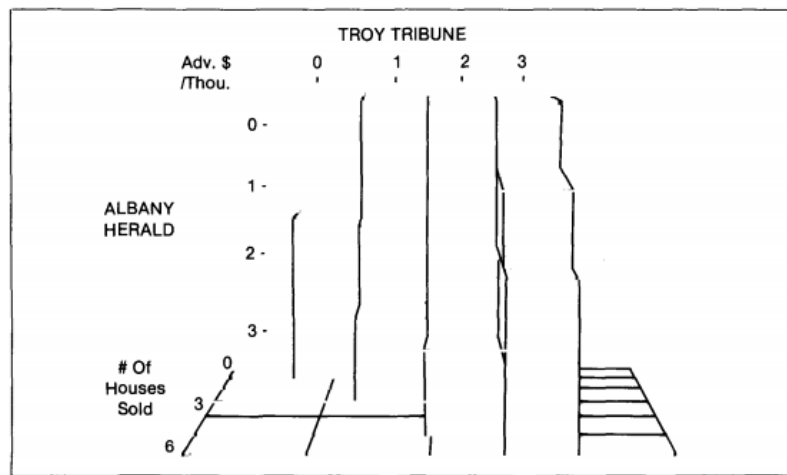 TROY TRIBUNE
Adv. $ 0 1 2 3
/Thou.
0 -
1 -
ALBANY
HERALD
2 -
3 -
# Of 0
Houses
Sold 3
6